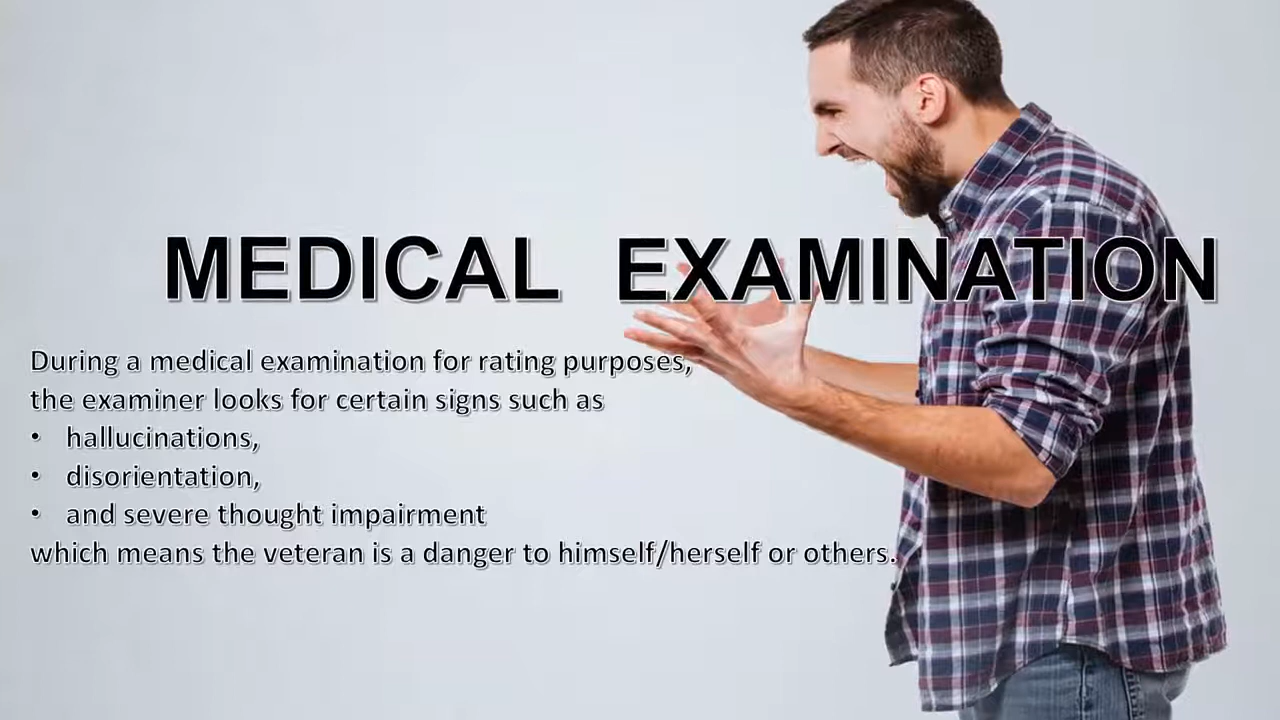 MEDICAL EXAMINATION
During a medical examination for rating purposes,
the examiner looks for certain signs such as
• hallucinations,
• disorientation,
• and severe thought impairment
which means the veteran is a danger to himself/herself or others.